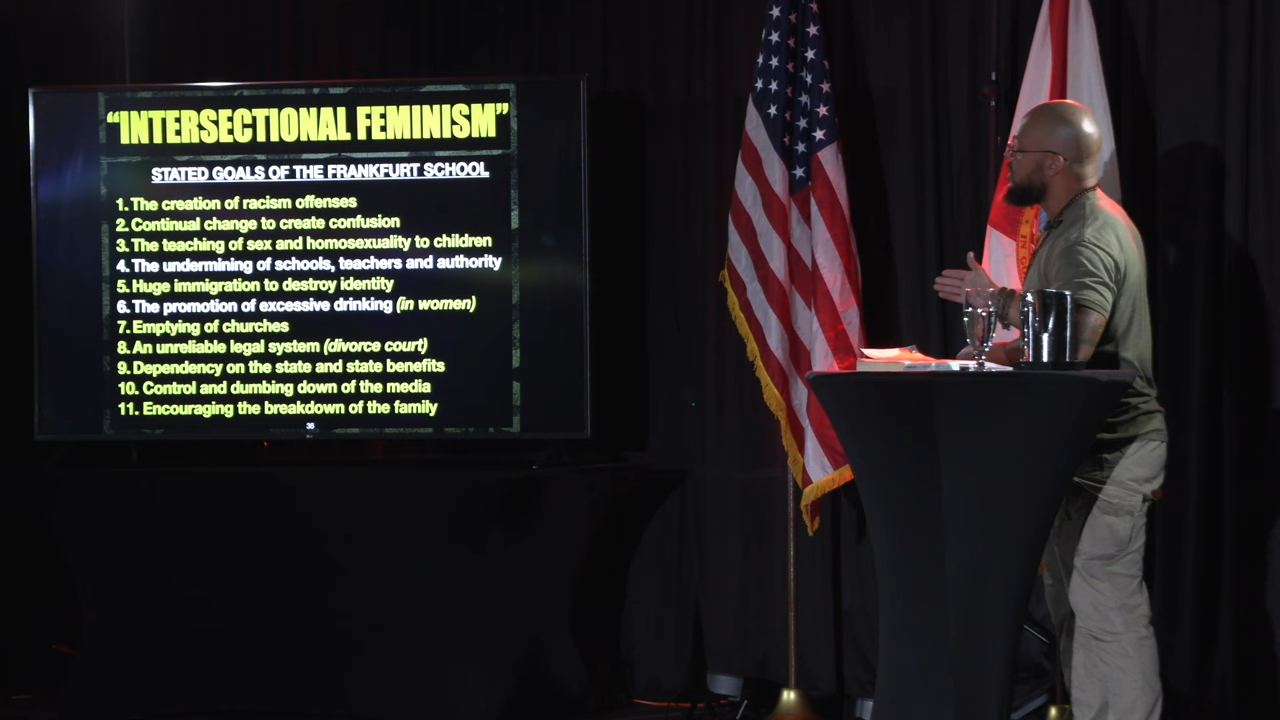 “INTERSECTIONAL FEMINISM”
STATED GOALS OF THE FRANKFURT SCHOOL
1. The creation of racism offenses
2. Continual change to create confusion
3. The teaching of sex and homosexuality to children
4. The undermining of schools, teachers and authority
5. Huge immigration to destroy identity
6. The promotion of excessive drinking (in women)
7. Emptying of churches
8. An unreliable legal system (divorce court)
9. Dependency on the state and state benefits
10. Control and dumbing down of the media
11. Encouraging the breakdown of the family
36
IN G